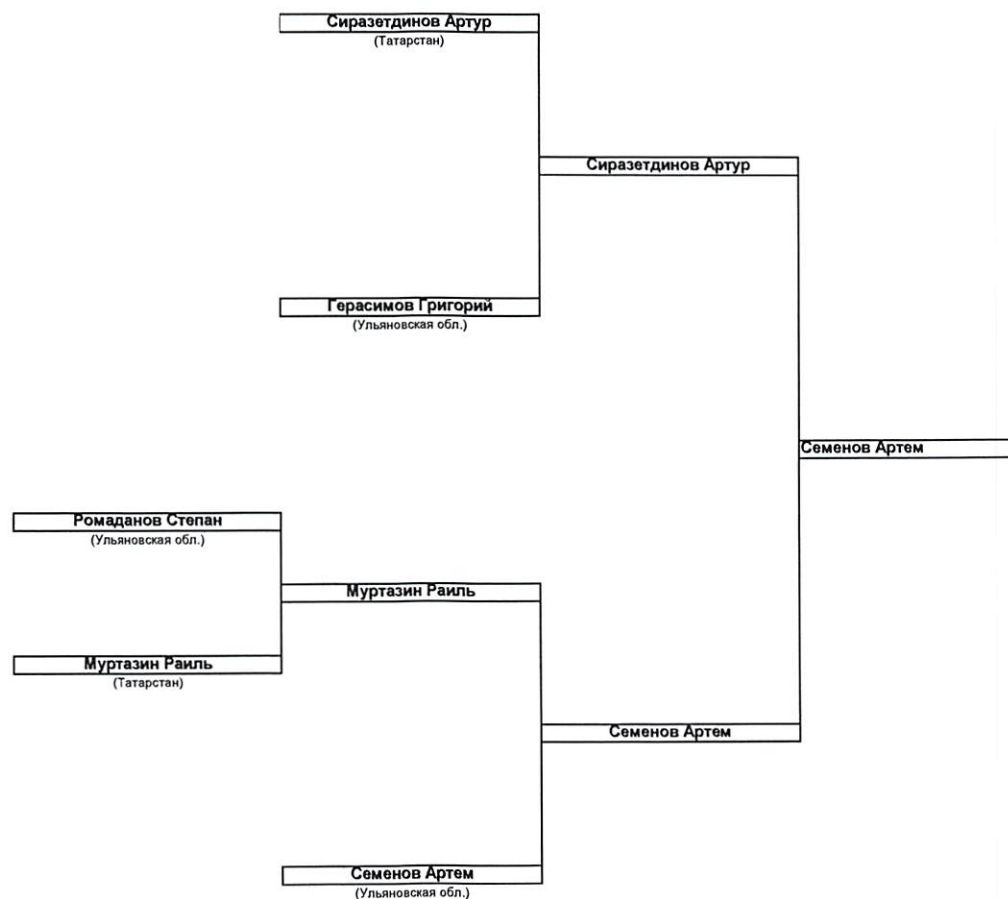 Сиразетдинов Артур
(Татарстан)
Сиразетдинов Артур
Герасимов Григорий
(Ульяновская обл.)
Семенов Артем
Ромаданов Степан
(Ульяновская обл.)
Муртазин Раиль
Муртазин Раиль
(Татарстан)
Семенов Артем
Семенов Артем
(Ульяновская обл.)